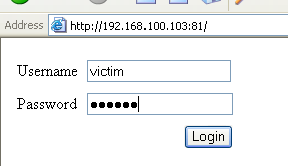 Address http://192.168.100.103:81/
Username victim
Password ●●●●●●
Login